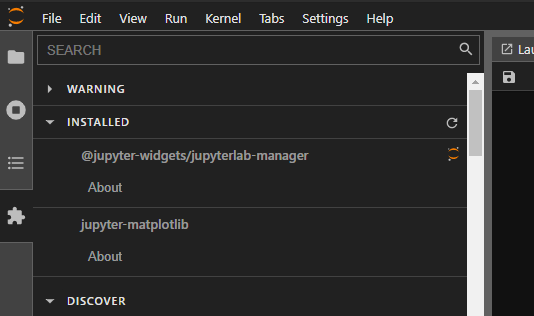 File Edit View Run Kernel Tabs Settings Help
SEARCH
Lau
WARNING
INSTALLED
@jupyter-widgets/jupyterlab-manager
About
jupyter-matplotlib
About
DISCOVER